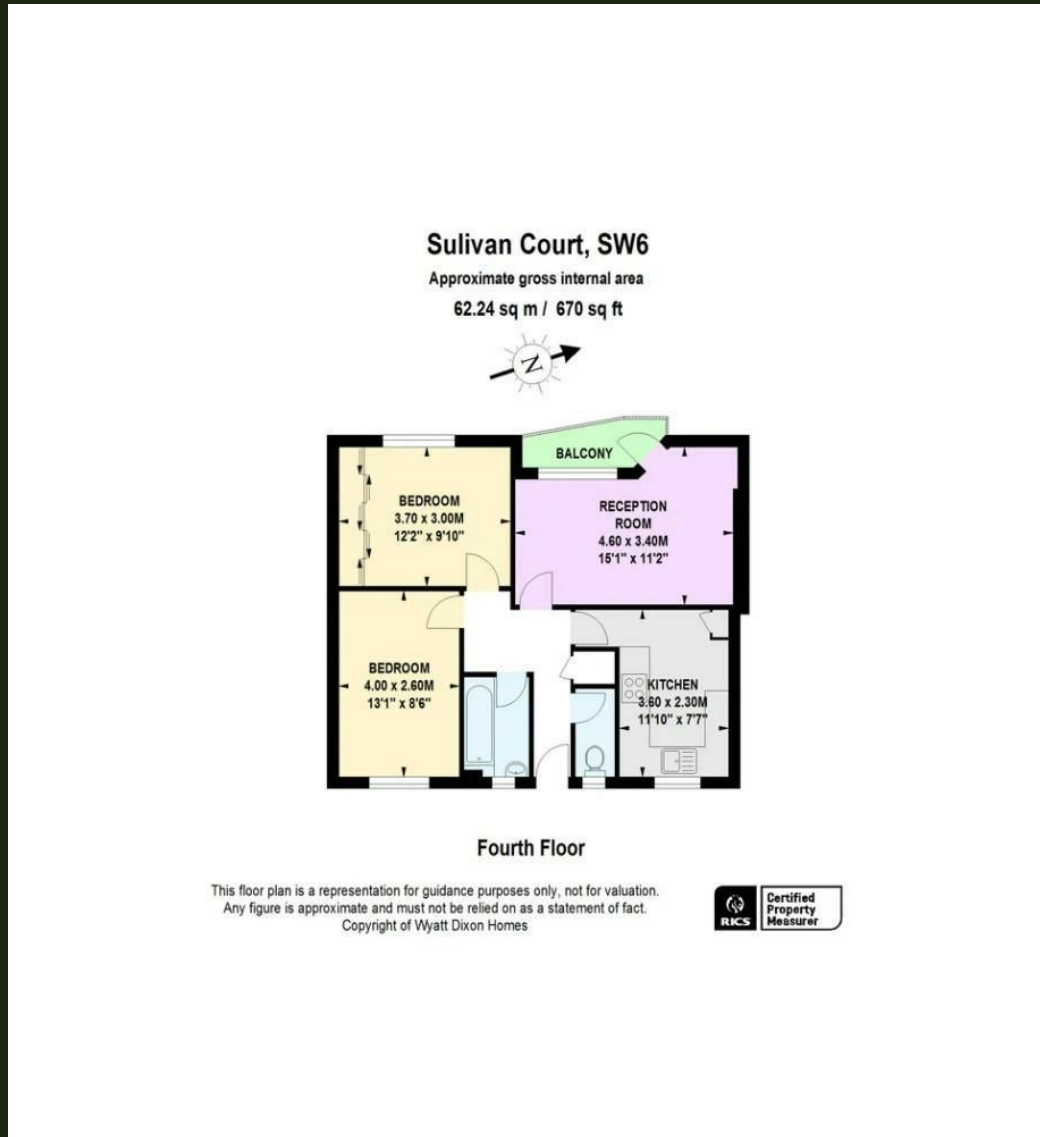 Sulivan Court, SW6
Approximate gross internal area
62.24 sq m / 670 sq ft
N
BALCONY
BEDROOM
3.70 x 3.00M
12'2" x 9'10"
RECEPTION
ROOM
4.60 x 3.40M
15'1" x 11'2"
BEDROOM
4.00 x 2.60M
13'1" x 8'6"
KITCHEN
3.60 x 2.30M
11'10" x 7'7"
Fourth Floor
This floor plan is a representation for guidance purposes only, not for valuation.
Any figure is approximate and must not be relied on as a statement of fact.
Copyright of Wyatt Dixon Homes
RICS
Certified
Property
Measurer